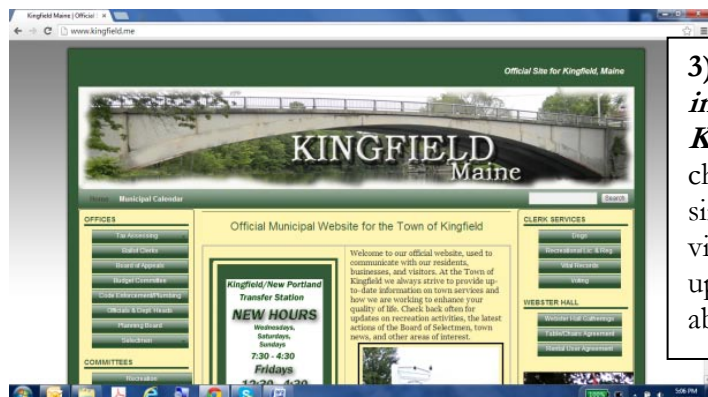 Kingfield Maine | Official
www.kingfield.me
Official Site for Kingfield, Maine
KINGFIELD
Maine
Home Municipal Calendar
Search
OFFICES
Tax Assessing
Ballot Clerks
Board of Appeals
Budget Committee
Code Enforcement/Plumbing
Officials & Dept. Heads
Planning Board
Selectmen
COMMITTEES
Recreation
Official Municipal Website for the Town of Kingfield
Kingfield/New Portland
Transfer Station
NEW HOURS
Wednesdays,
Saturdays,
Sundays
7:30 - 4:30
Fridays
12:30 - 4:30
Welcome to our official website, used to
communicate with our residents,
businesses, and visitors. At the Town of
Kingfield we always strive to provide up-
to-date information on town services and
how we are working to enhance your
quality of life. Check back often for
updates on recreation activities, the latest
actions of the Board of Selectmen, town
news, and other areas of interest.
CLERK SERVICES
Dogs
Recreational Lic. & Reg.
Vital Records
Voting
WEBSTER HALL
Webster Hall Gatherings
Table/Chairs Agreement
Rental User Agreement
3)
in
K
ch
si
vi
up
ab
100%
5:06 PM